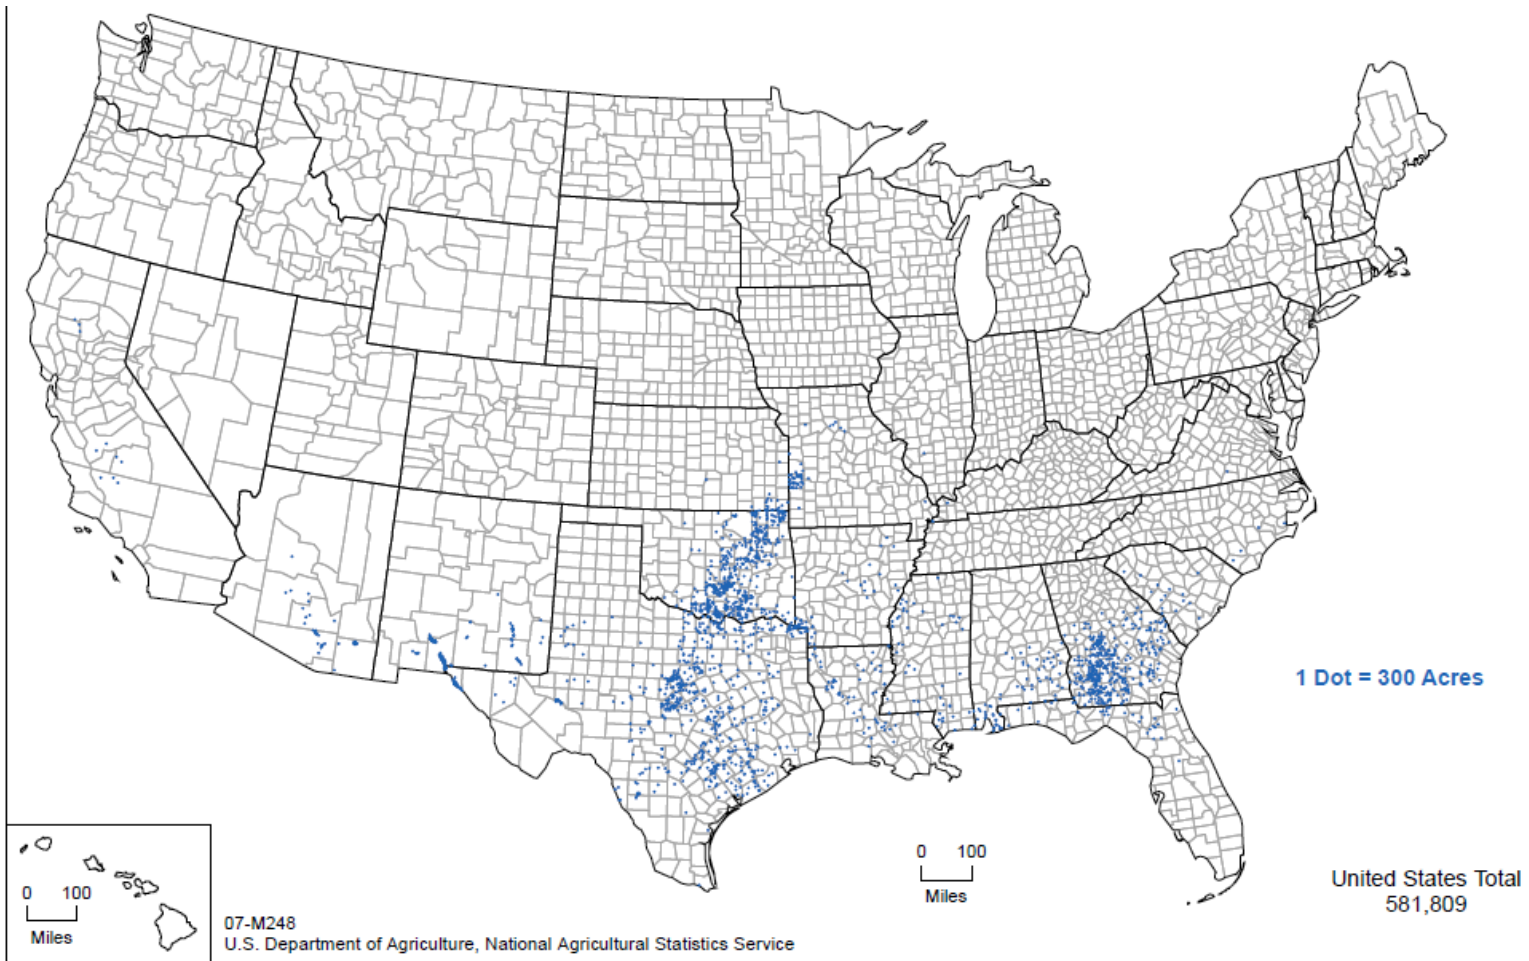 1 Dot = 300 Acres
0 100
Miles
0 100
Miles
United States Total
581,809
07-M248
U.S. Department of Agriculture, National Agricultural Statistics Service